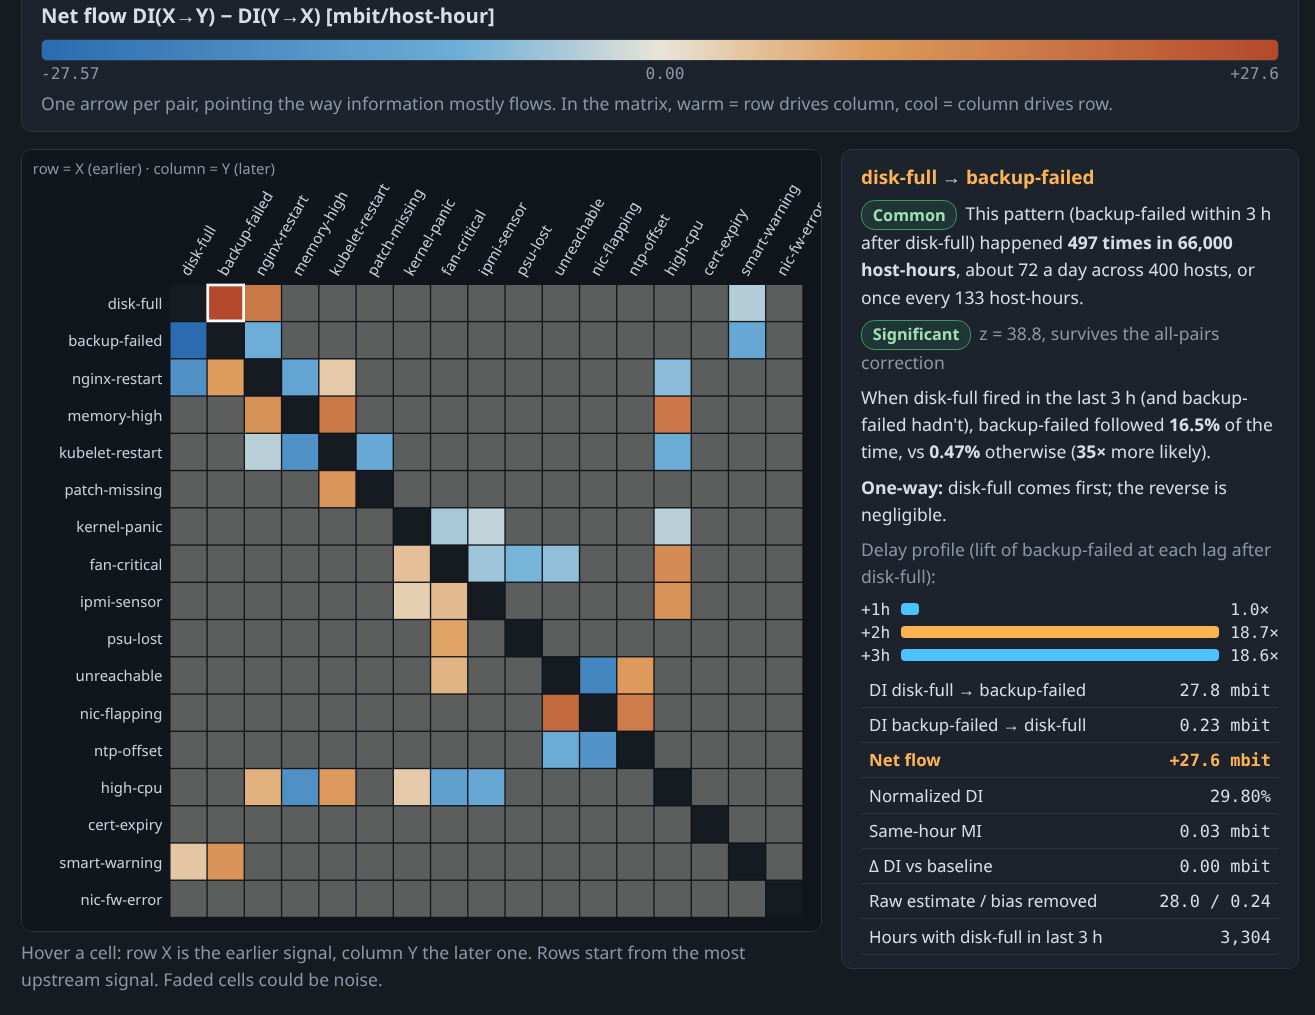 Net flow DI(X→Y) − DI(Y→X) [mbit/host-hour]
-27.57
0.00
+27.6
One arrow per pair, pointing the way information mostly flows. In the matrix, warm = row drives column, cool = column drives row.
row = X (earlier) · column = Y (later)
disk-full
backup-failed
nginx-restart
memory-high
kubelet-restart
patch-missing
kernel-panic
fan-critical
ipmi-sensor
psu-lost
unreachable
nic-flapping
ntp-offset
high-cpu
cert-expiry
smart-warning
nic-fw-error
disk-full
backup-failed
nginx-restart
memory-high
kubelet-restart
patch-missing
kernel-panic
fan-critical
ipmi-sensor
psu-lost
unreachable
nic-flapping
ntp-offset
high-cpu
cert-expiry
smart-warning
nic-fw-error
Hover a cell: row X is the earlier signal, column Y the later one. Rows start from the most
upstream signal. Faded cells could be noise.
disk-full → backup-failed
Common This pattern (backup-failed within 3 h
after disk-full) happened 497 times in 66,000
host-hours, about 72 a day across 400 hosts, or
once every 133 host-hours.
Significant z = 38.8, survives the all-pairs
correction
When disk-full fired in the last 3 h (and backup-
failed hadn't), backup-failed followed 16.5% of the
time, vs 0.47% otherwise (35× more likely).
One-way: disk-full comes first; the reverse is
negligible.
Delay profile (lift of backup-failed at each lag after
disk-full):
+1h 1.0×
+2h 18.7×
+3h 18.6×
DI disk-full → backup-failed 27.8 mbit
DI backup-failed → disk-full 0.23 mbit
Net flow +27.6 mbit
Normalized DI 29.80%
Same-hour MI 0.03 mbit
Δ DI vs baseline 0.00 mbit
Raw estimate / bias removed 28.0 / 0.24
Hours with disk-full in last 3 h 3,304